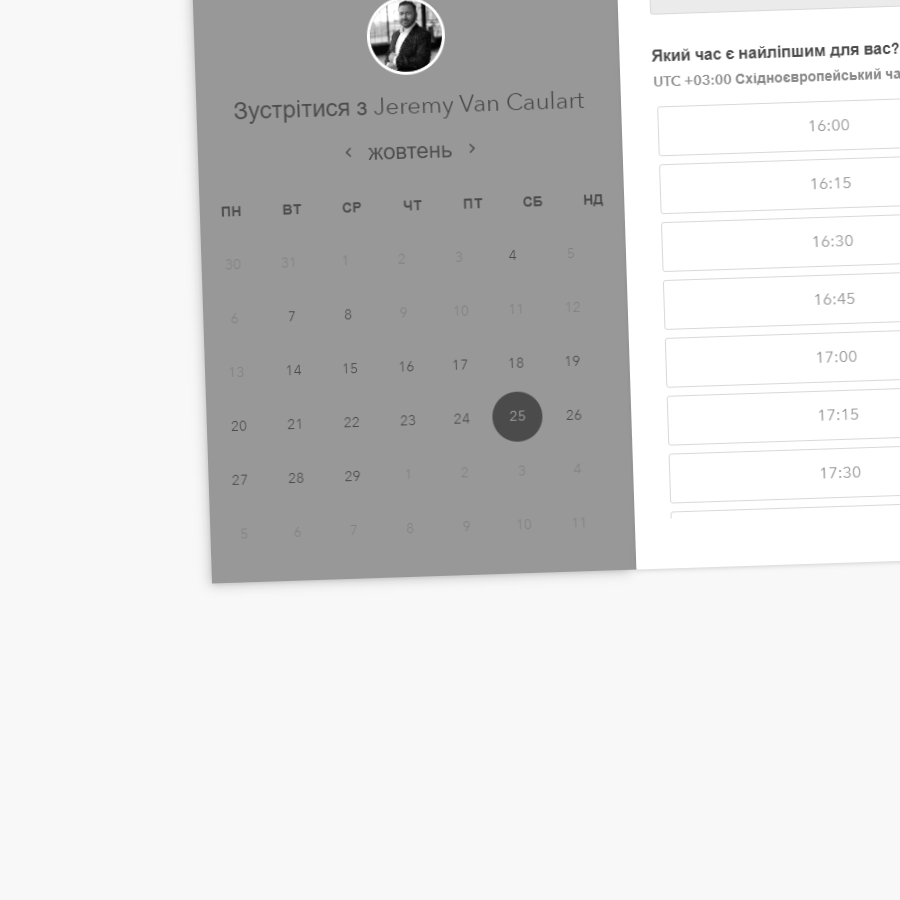 Зустрітися з Jeremy Van Caulart
‹ жовтень ›
ПН ВТ СР ЧТ ПТ СБ НД
30 31 1 2 3 4 5
6 7 8 9 10 11 12
13 14 15 16 17 18 19
20 21 22 23 24 25 26
27 28 29 1 2 3 4
5 6 7 8 9 10 11
Який час є найліпшим для вас?
UTC +03:00 Східноєвропейський ча
16:00
16:15
16:30
16:45
17:00
17:15
17:30